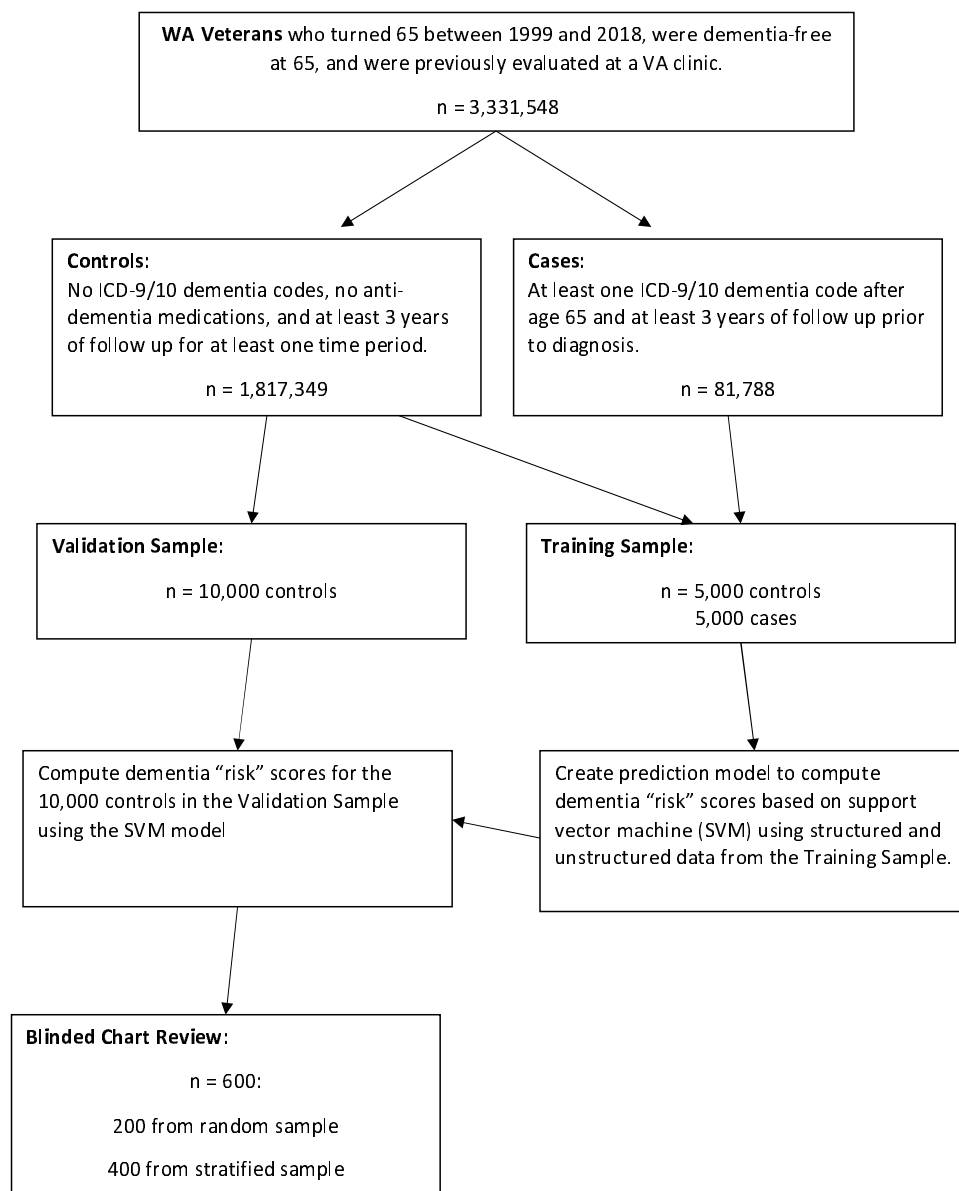 WA Veterans who turned 65 between 1999 and 2018, were dementia-free
at 65, and were previously evaluated at a VA clinic.
n = 3,331,548
Controls:
No ICD-9/10 dementia codes, no anti-
dementia medications, and at least 3 years
of follow up for at least one time period.
n = 1,817,349
Cases:
At least one ICD-9/10 dementia code after
age 65 and at least 3 years of follow up prior
to diagnosis.
n = 81,788
Validation Sample:
n = 10,000 controls
Training Sample:
n = 5,000 controls
5,000 cases
Compute dementia “risk” scores for the
10,000 controls in the Validation Sample
using the SVM model
Create prediction model to compute
dementia “risk” scores based on support
vector machine (SVM) using structured and
unstructured data from the Training Sample.
Blinded Chart Review:
n = 600:
200 from random sample
400 from stratified sample